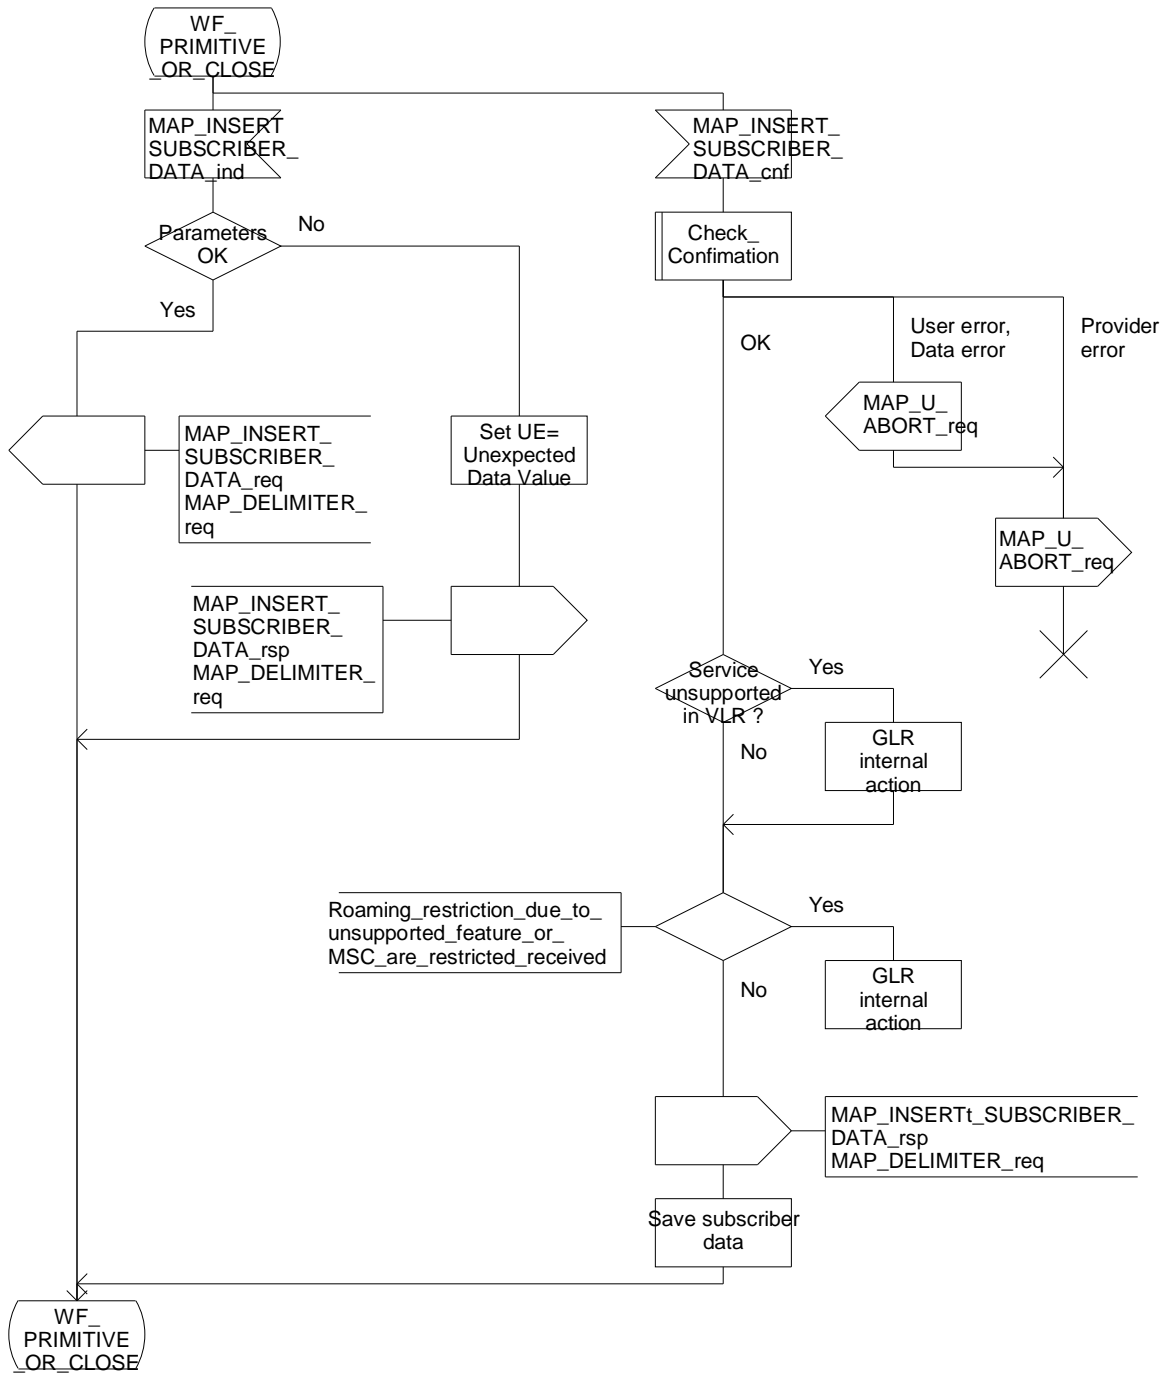 WF_
PRIMITIVE
_OR_CLOSE
MAP_INSERT
SUBSCRIBER_
DATA_ind
MAP_INSERT_
SUBSCRIBER_
DATA_cnf
Parameters
OK
No
Yes
Check_
Confimation
OK
User error,
Data error
Provider
error
MAP_U_
ABORT_req
MAP_INSERT_
SUBSCRIBER_
DATA_req
MAP_DELIMITER_
req
Set UE=
Unexpected
Data Value
MAP_U_
ABORT_req
MAP_INSERT_
SUBSCRIBER_
DATA_rsp
MAP_DELIMITER_
req
Service
unsupported
in VLR ?
Yes
No
GLR
internal
action
Roaming_restriction_due_to_
unsupported_feature_or_
MSC_are_restricted_received
Yes
No
GLR
internal
action
MAP_INSERTt_SUBSCRIBER_
DATA_rsp
MAP_DELIMITER_req
Save subscriber
data
WF_
PRIMITIVE
_OR_CLOSE